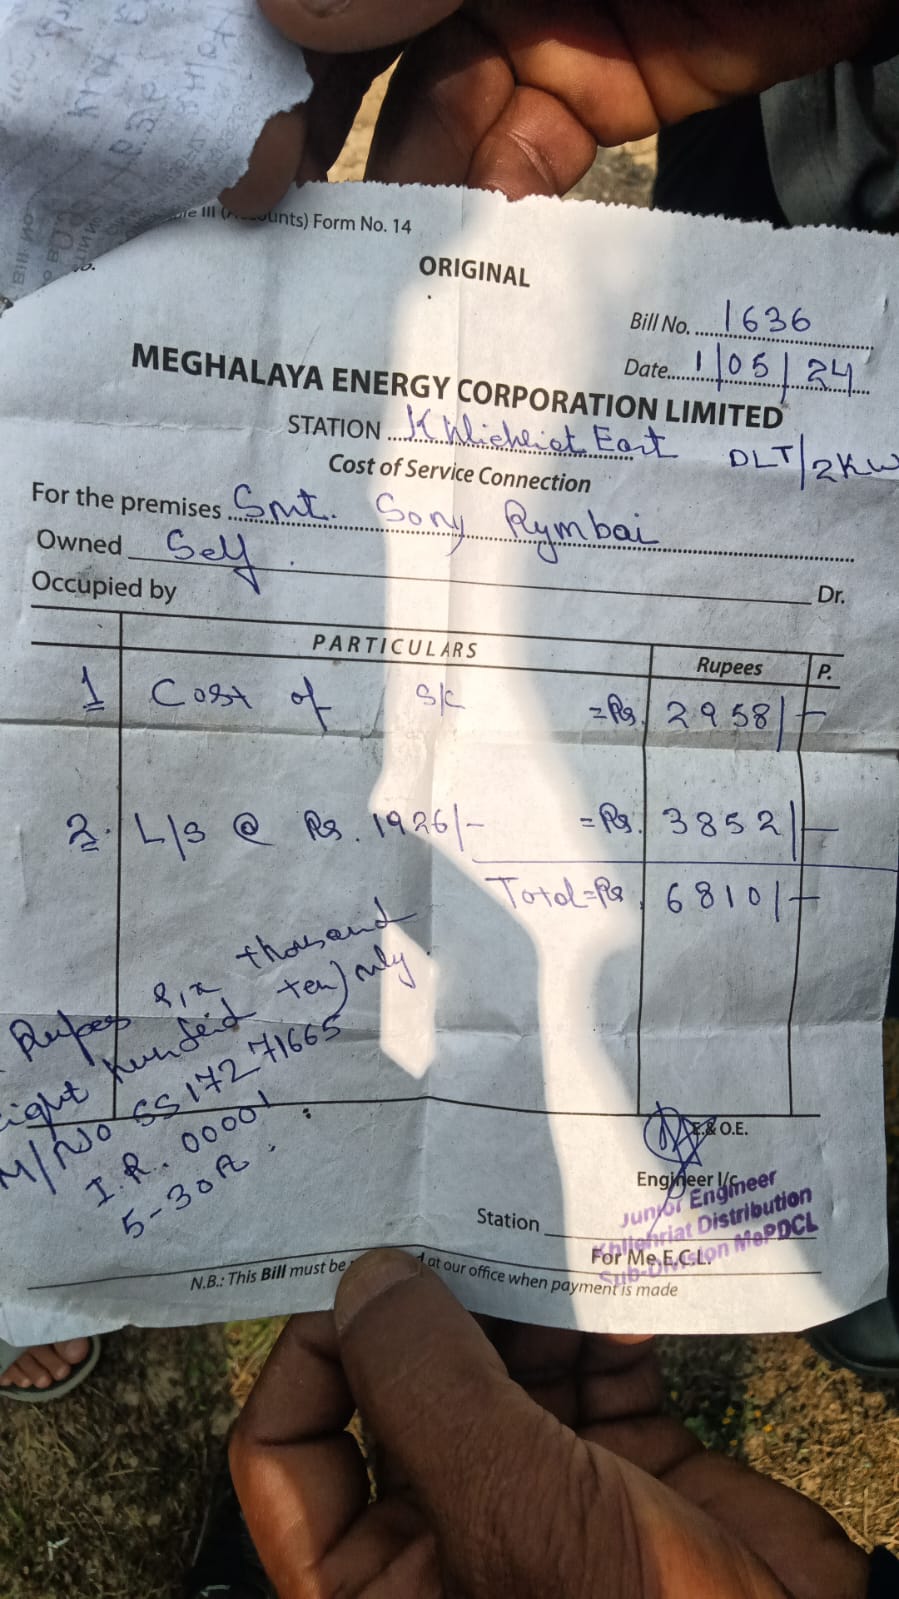 Form No. 14
ORIGINAL
Bill No. 1636
Date 1/05/24
MEGHALAYA ENERGY CORPORATION LIMITED
STATION Khliehriat East DLT/2KW
Cost of Service Connection
For the premises Smt. Sony Rymbai
Owned Self.
Occupied by Dr.
PARTICULARS Rupees P.
1 Cost of S/C =Rs. 2958/-
2. L/S @ Rs. 1926/- =Rs. 3852/-
Total=Rs. 6810/-
Rupees Six thousand
eight hundred ten) only.
M/No SS17271665
I.R. 00001
5-30A.
E.& O.E.
Engineer I/c
Junior Engineer
Khliehriat Distribution
Sub-Division MePDCL
Station
For Me.E.C.L.
N.B.: This Bill must be at our office when payment is made